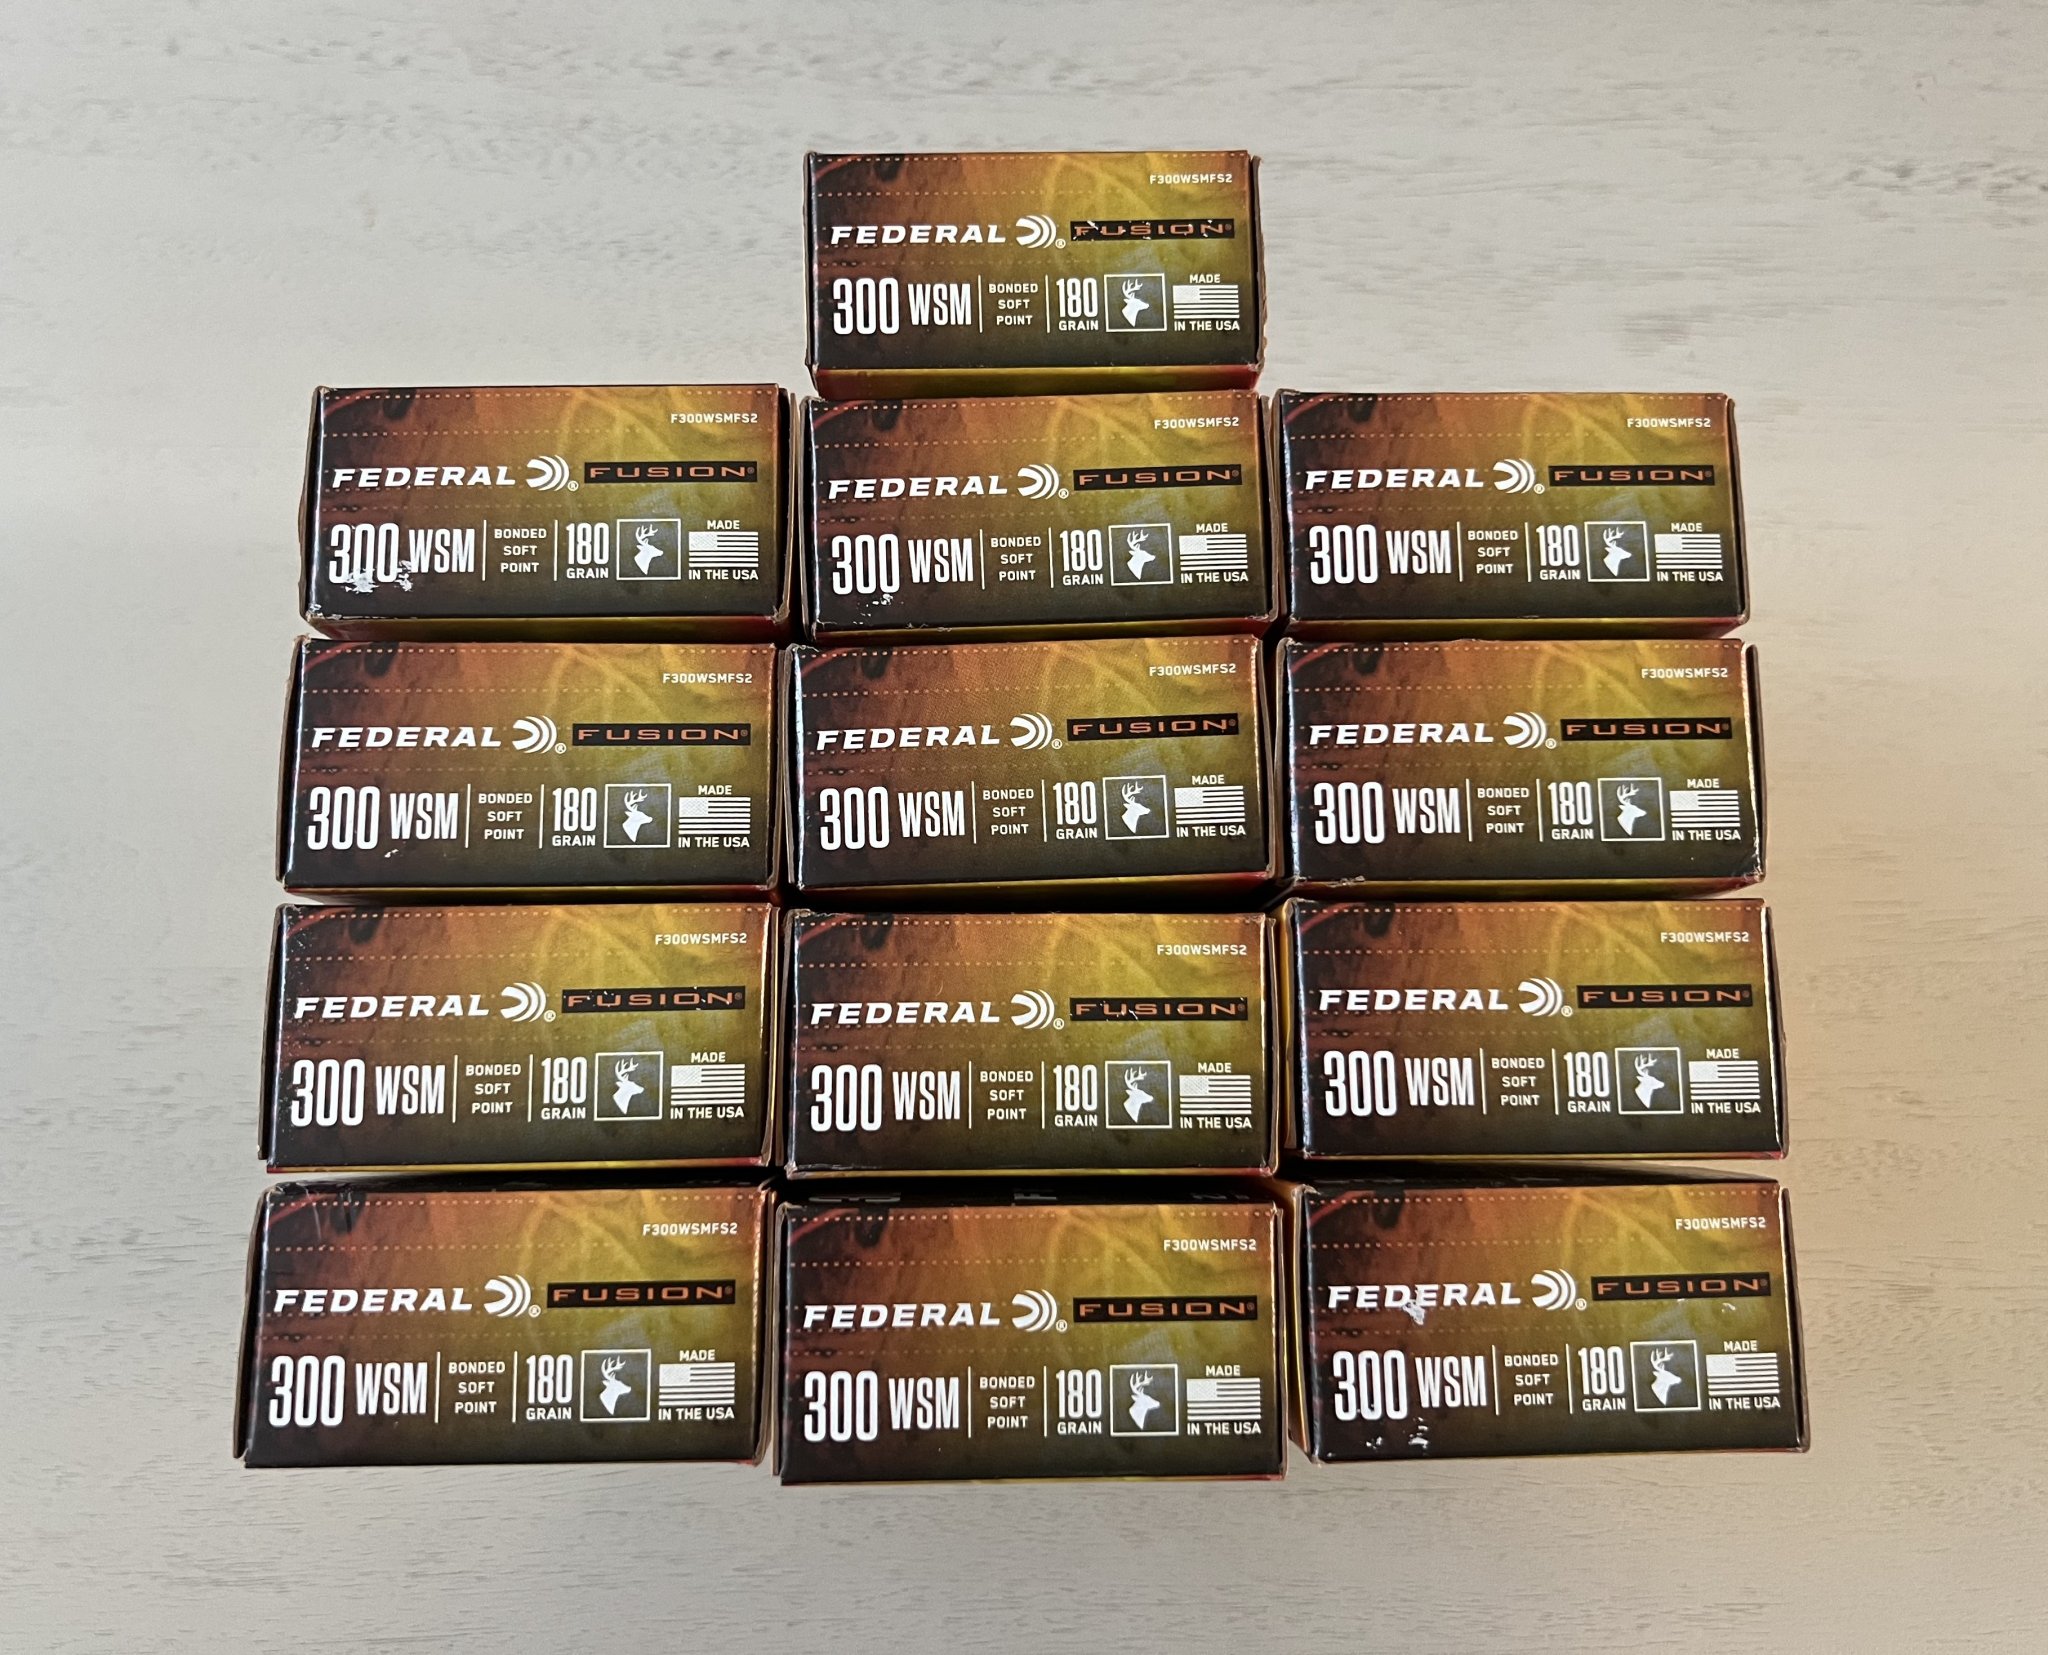 F300WSMFS2
FEDERAL ® FUSION®
300 WSM BONDED SOFT POINT 180 GRAIN MADE IN THE USA
F300WSMFS2
FEDERAL ® FUSION®
300 WSM BONDED SOFT POINT 180 GRAIN MADE IN THE USA
F300WSMFS2
FEDERAL ® FUSION®
300 WSM BONDED SOFT POINT 180 GRAIN MADE IN THE USA
F300WSMFS2
FEDERAL ® FUSION®
300 WSM BONDED SOFT POINT 180 GRAIN MADE IN THE USA
F300WSMFS2
FEDERAL ® FUSION®
300 WSM BONDED SOFT POINT 180 GRAIN MADE IN THE USA
F300WSMFS2
FEDERAL ® FUSION®
300 WSM BONDED SOFT POINT 180 GRAIN MADE IN THE USA
F300WSMFS2
FEDERAL ® FUSION®
300 WSM BONDED SOFT POINT 180 GRAIN MADE IN THE USA
F300WSMFS2
FEDERAL ® FUSION®
300 WSM BONDED SOFT POINT 180 GRAIN MADE IN THE USA
F300WSMFS2
FEDERAL ® FUSION®
300 WSM BONDED SOFT POINT 180 GRAIN MADE IN THE USA
F300WSMFS2
FEDERAL ® FUSION®
300 WSM BONDED SOFT POINT 180 GRAIN MADE IN THE USA
F300WSMFS2
FEDERAL ® FUSION®
300 WSM BONDED SOFT POINT 180 GRAIN MADE IN THE USA
F300WSMFS2
FEDERAL ® FUSION®
300 WSM BONDED SOFT POINT 180 GRAIN MADE IN THE USA
F300WSMFS2
FEDERAL ® FUSION®
300 WSM BONDED SOFT POINT 180 GRAIN MADE IN THE USA